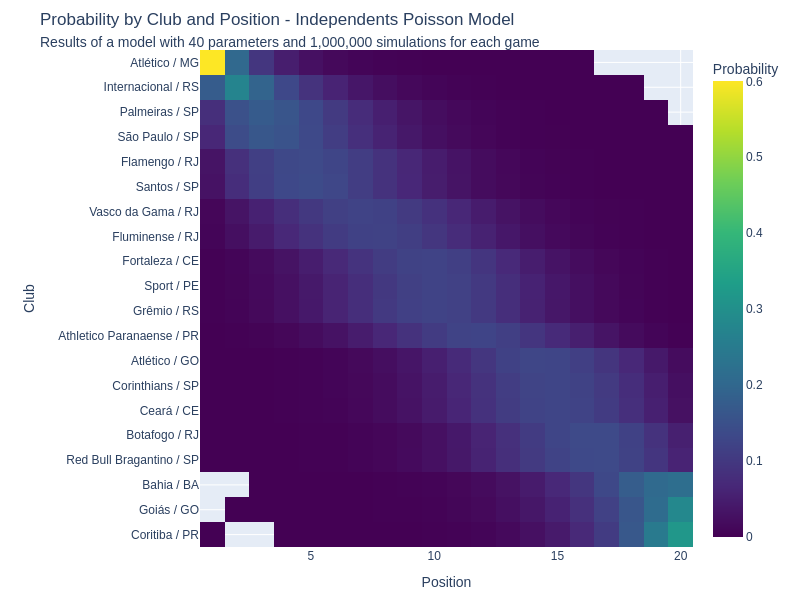 Probability by Club and Position - Independents Poisson Model
Results of a model with 40 parameters and 1,000,000 simulations for each game
Probability
Atlético / MG
Internacional / RS
Palmeiras / SP
São Paulo / SP
Flamengo / RJ
Santos / SP
Vasco da Gama / RJ
Fluminense / RJ
Fortaleza / CE
Sport / PE
Grêmio / RS
Athletico Paranaense / PR
Atlético / GO
Corinthians / SP
Ceará / CE
Botafogo / RJ
Red Bull Bragantino / SP
Bahia / BA
Goiás / GO
Coritiba / PR
Club
5 10 15 20
Position
0.6
0.5
0.4
0.3
0.2
0.1
0